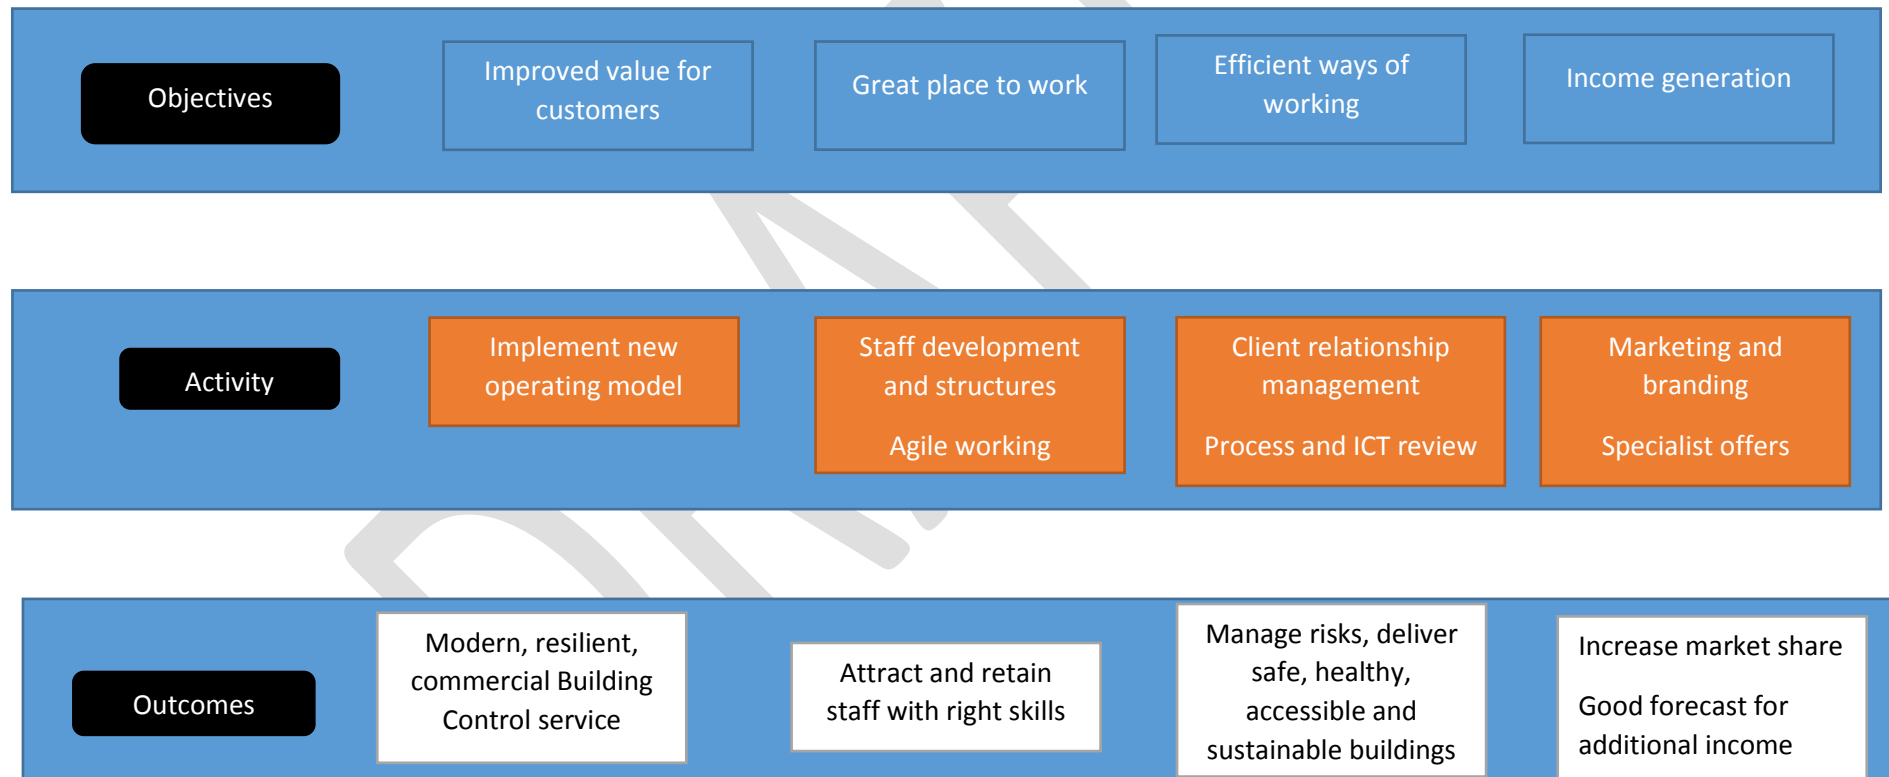 Objectives
Improved value for
customers
Great place to work
Efficient ways of
working
Income generation
Activity
Implement new
operating model
Staff development
and structures
Agile working
Client relationship
management
Process and ICT review
Marketing and
branding
Specialist offers
Outcomes
Modern, resilient,
commercial Building
Control service
Attract and retain
staff with right skills
Manage risks, deliver
safe, healthy,
accessible and
sustainable buildings
Increase market share
Good forecast for
additional income